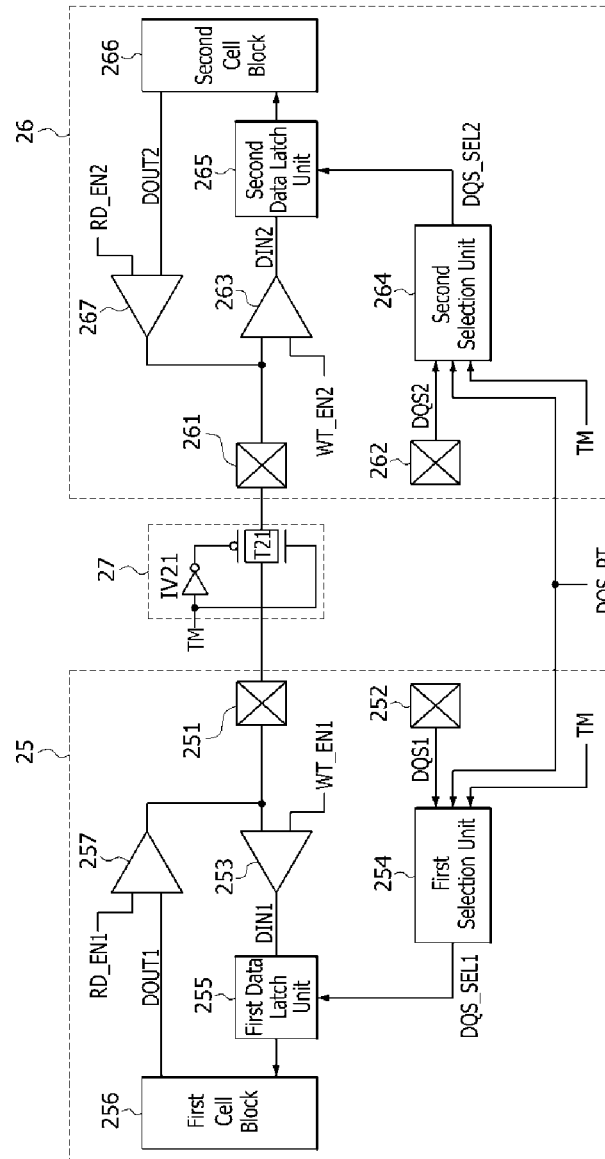 25
RD_EN1
257
DOUT1
256
First
Cell
Block
255
First Data
Latch
Unit
DIN1
253
WT_EN1
251
DQS_SEL1
254
First
Selection Unit
DQS1
252
TM
27
IV21
TM
T21
DQS_PT
26
RD_EN2
267
DOUT2
266
Second
Cell
Block
265
Second
Data Latch
Unit
DIN2
263
WT_EN2
261
DQS_SEL2
264
Second
Selection Unit
DQS2
262
TM